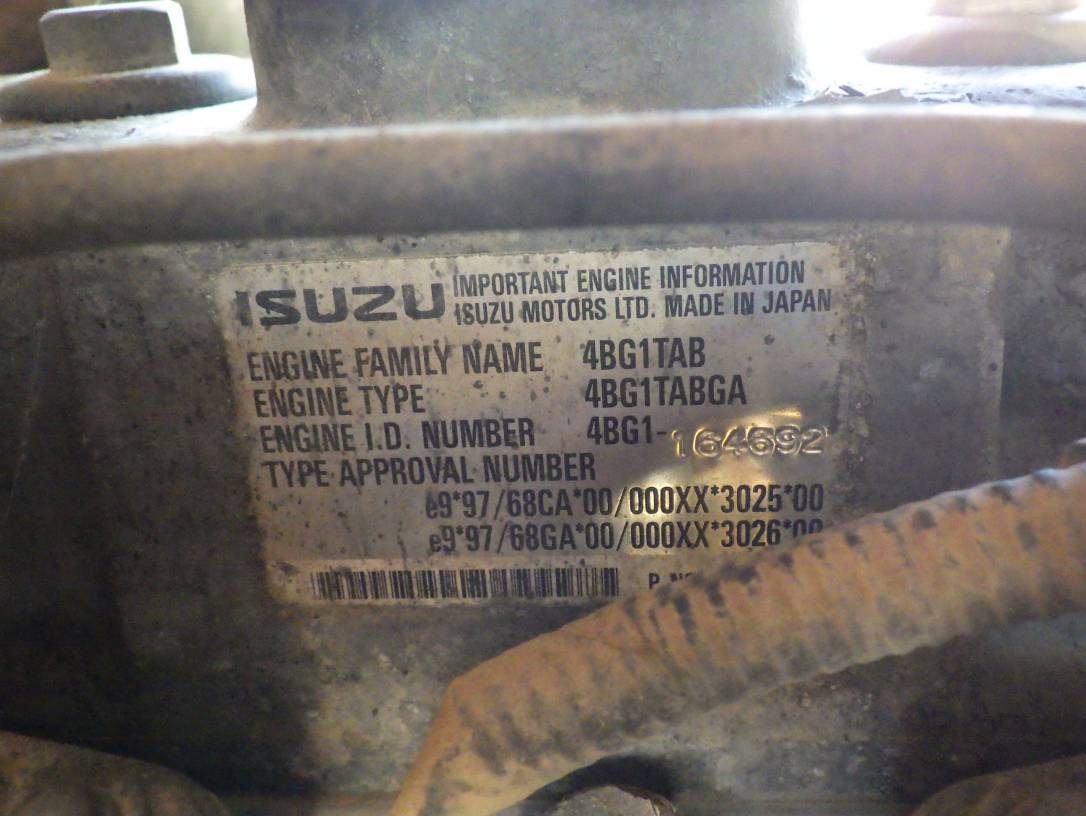 ISUZU IMPORTANT ENGINE INFORMATION
ISUZU MOTORS LTD. MADE IN JAPAN
ENGINE FAMILY NAME 4BG1TAB
ENGINE TYPE 4BG1TABGA
ENGINE I.D. NUMBER 4BG1-164692
TYPE APPROVAL NUMBER
e9*97/68CA*00/000XX*3025*00
e9*97/68GA*00/000XX*3026*00